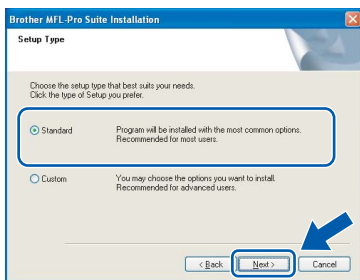 Brother MFL-Pro Suite Installation
Setup Type
Choose the setup type that best suits your needs.
Click the type of Setup you prefer.
Standard
Program will be installed with the most common options.
Recommended for most users.
Custom
You may choose the options you want to install.
Recommended for advanced users.
< Back
Next >
Cancel